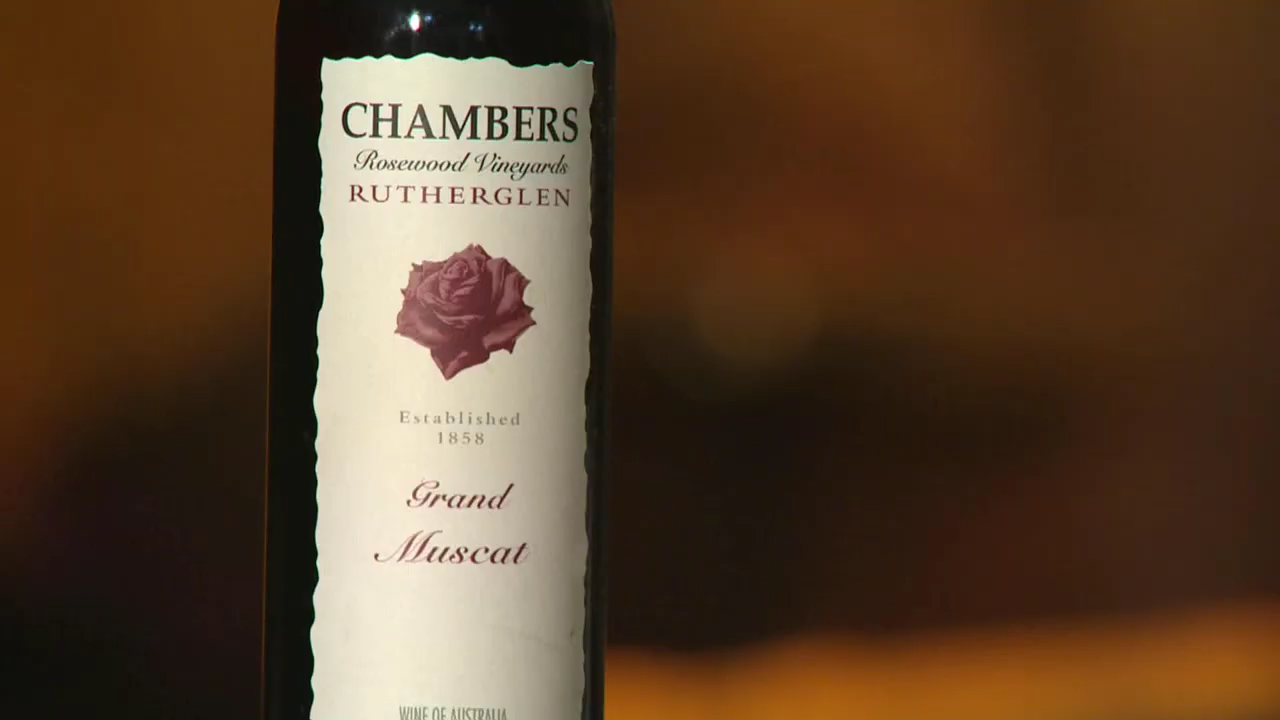 CHAMBERS
Rosewood Vineyards
RUTHERGLEN
Established
1858
Grand
Muscat
WINE OF AUSTRALIA